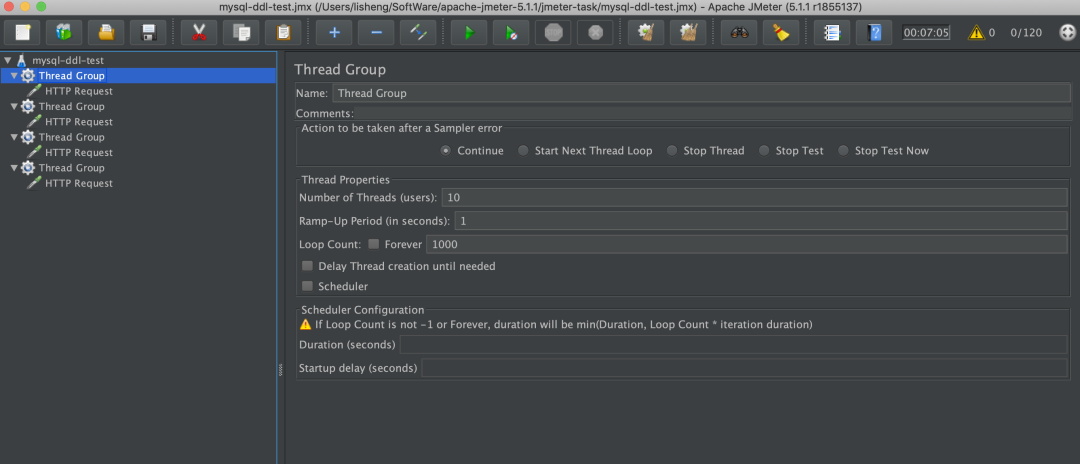 mysql-ddl-test.jmx (/Users/lisheng/SoftWare/apache-jmeter-5.1.1/jmeter-task/mysql-ddl-test.jmx) - Apache JMeter (5.1.1 r1855137)
00:07:05 0 0/120
mysql-ddl-test
Thread Group
HTTP Request
Thread Group
HTTP Request
Thread Group
HTTP Request
Thread Group
HTTP Request
Thread Group
Name: Thread Group
Comments:
Action to be taken after a Sampler error
Continue Start Next Thread Loop Stop Thread Stop Test Stop Test Now
Thread Properties
Number of Threads (users): 10
Ramp-Up Period (in seconds): 1
Loop Count: Forever 1000
Delay Thread creation until needed
Scheduler
Scheduler Configuration
If Loop Count is not -1 or Forever, duration will be min(Duration, Loop Count * iteration duration)
Duration (seconds)
Startup delay (seconds)